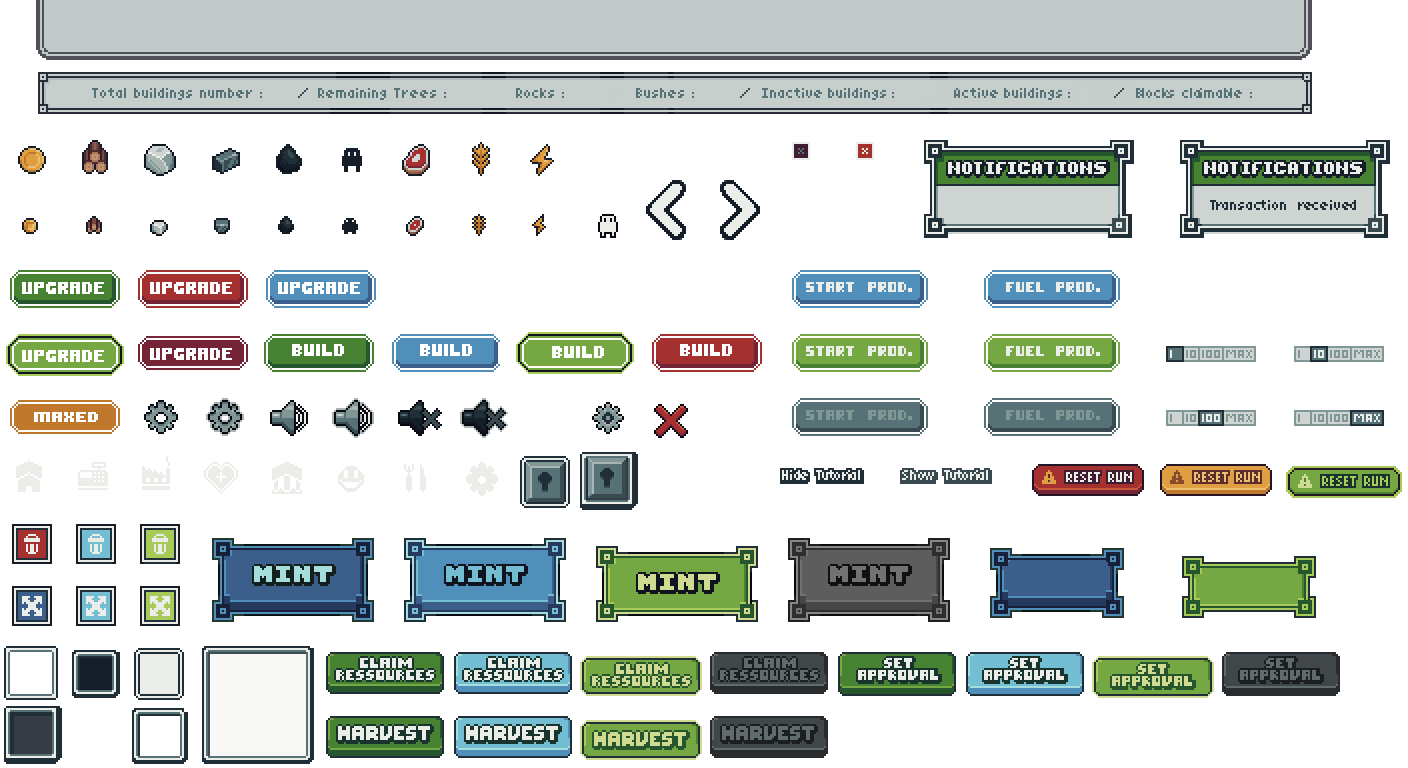 Total buildings number : / Remaining Trees : Rocks : Bushes : / Inactive buildings : Active buildings : / Blocks claimable :
NOTIFICATIONS NOTIFICATIONS
Transaction received
UPGRADE UPGRADE UPGRADE START PROD. FUEL PROD.
UPGRADE UPGRADE BUILD BUILD BUILD BUILD START PROD. FUEL PROD.
1 10 100 MAX 1 10 100 MAX
MAXED START PROD. FUEL PROD. 1 10 100 MAX 1 10 100 MAX
Hide Tutorial Show Tutorial RESET RUN RESET RUN RESET RUN
MINT MINT MINT MINT
CLAIM CLAIM CLAIM CLAIM SET SET SET SET
RESSOURCES RESSOURCES RESSOURCES RESSOURCES APPROVAL APPROVAL APPROVAL APPROVAL
HARVEST HARVEST HARVEST HARVEST